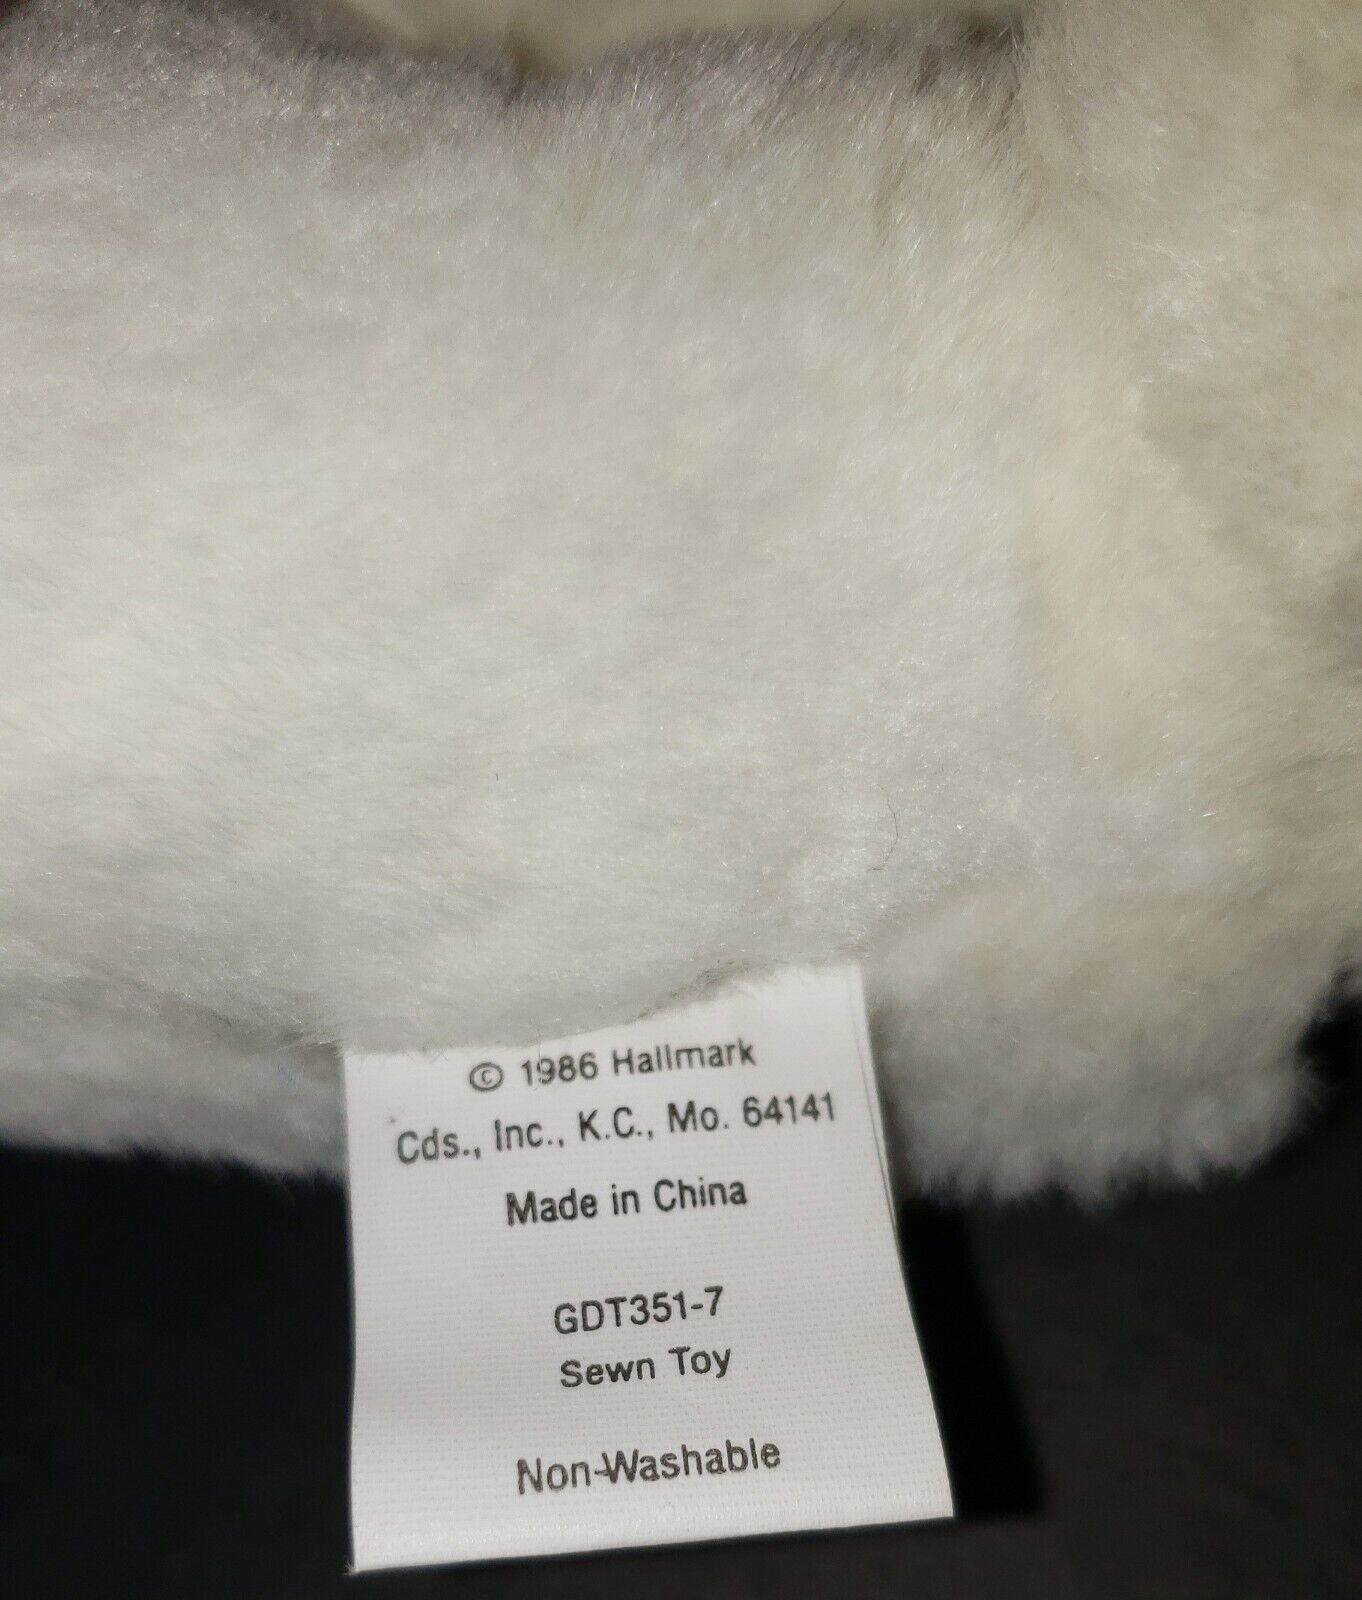 © 1986 Hallmark
Cds., Inc., K.C., Mo. 64141
Made in China
GDT351-7
Sewn Toy
Non-Washable